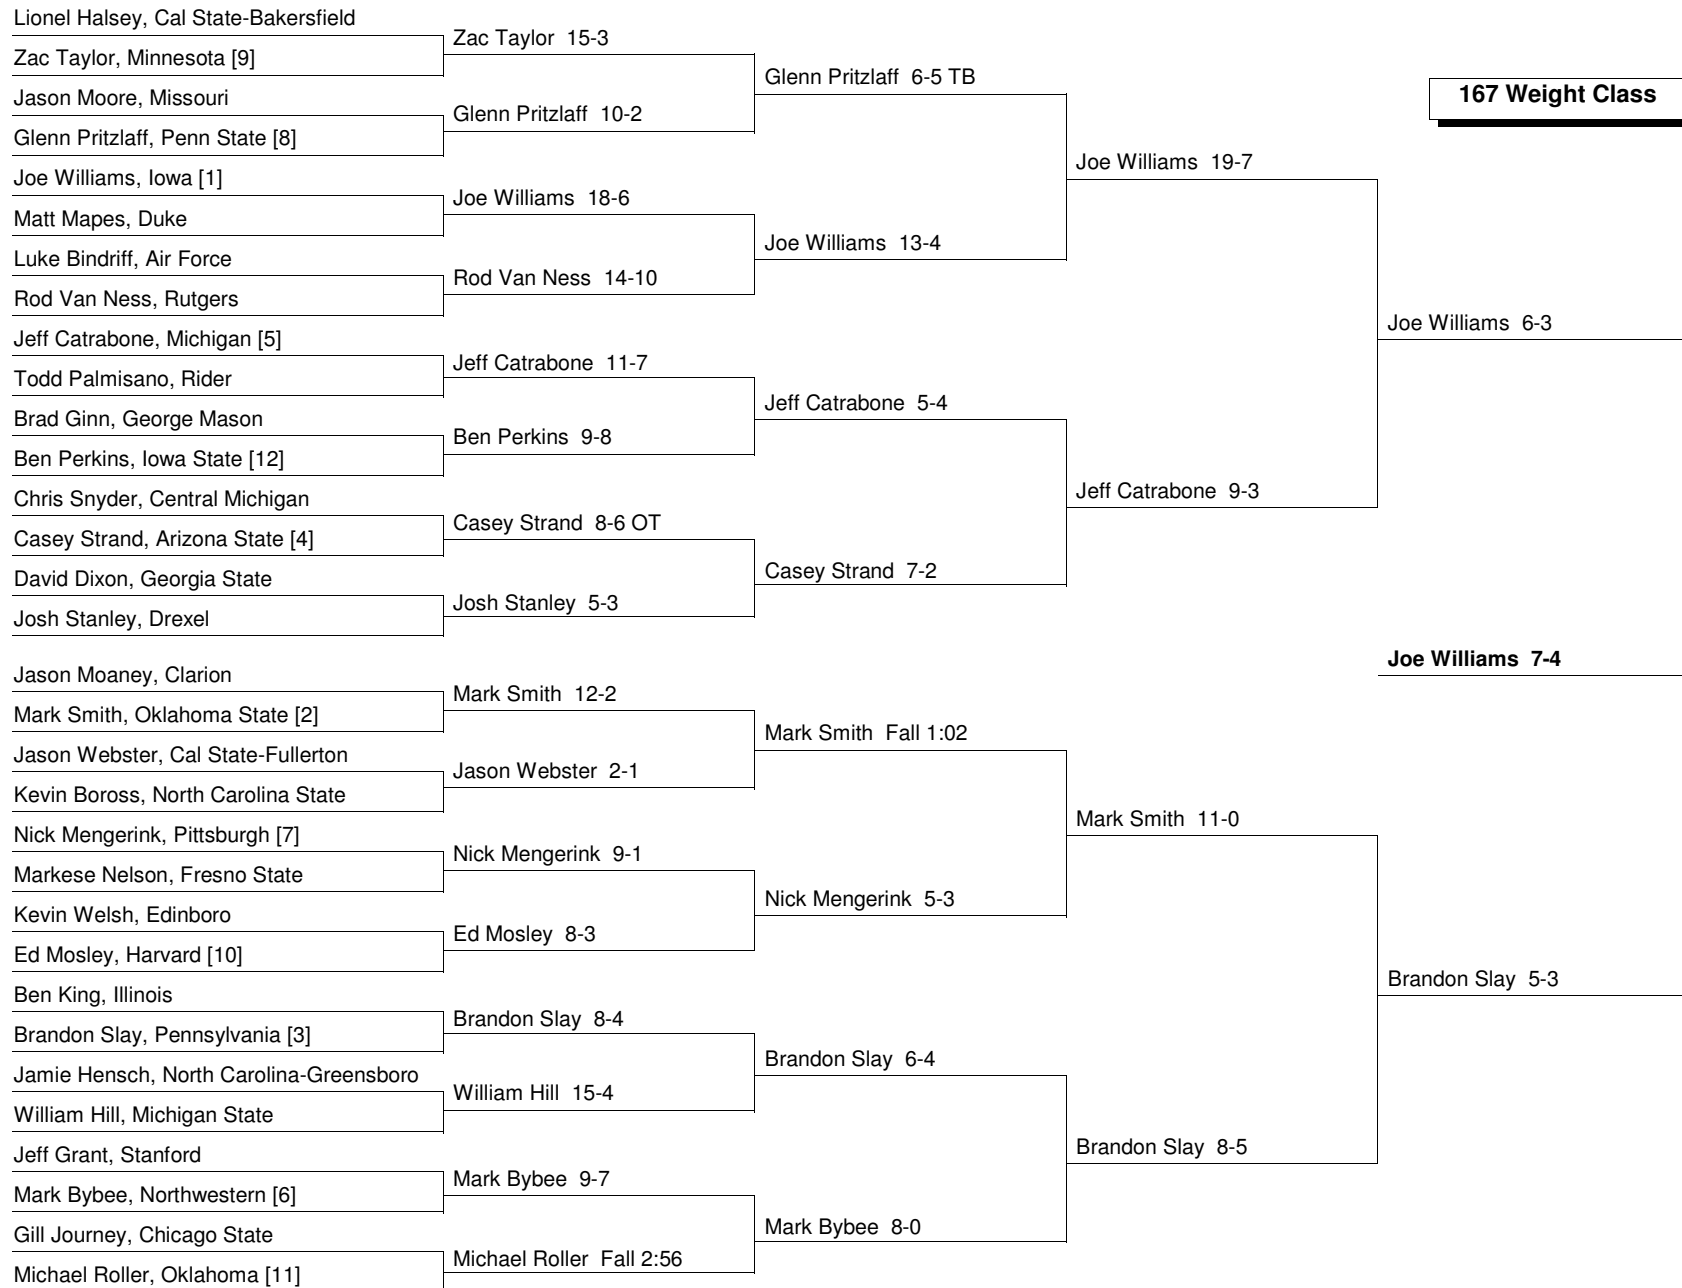 Lionel Halsey, Cal State-Bakersfield
Zac Taylor, Minnesota [9]
Jason Moore, Missouri
Glenn Pritzlaff, Penn State [8]
Joe Williams, Iowa [1]
Matt Mapes, Duke
Luke Bindriff, Air Force
Rod Van Ness, Rutgers
Jeff Catrabone, Michigan [5]
Todd Palmisano, Rider
Brad Ginn, George Mason
Ben Perkins, Iowa State [12]
Chris Snyder, Central Michigan
Casey Strand, Arizona State [4]
David Dixon, Georgia State
Josh Stanley, Drexel
Jason Moaney, Clarion
Mark Smith, Oklahoma State [2]
Jason Webster, Cal State-Fullerton
Kevin Boross, North Carolina State
Nick Mengerink, Pittsburgh [7]
Markese Nelson, Fresno State
Kevin Welsh, Edinboro
Ed Mosley, Harvard [10]
Ben King, Illinois
Brandon Slay, Pennsylvania [3]
Jamie Hensch, North Carolina-Greensboro
William Hill, Michigan State
Jeff Grant, Stanford
Mark Bybee, Northwestern [6]
Gill Journey, Chicago State
Michael Roller, Oklahoma [11]
Zac Taylor 15-3
Glenn Pritzlaff 10-2
Joe Williams 18-6
Rod Van Ness 14-10
Jeff Catrabone 11-7
Ben Perkins 9-8
Casey Strand 8-6 OT
Josh Stanley 5-3
Mark Smith 12-2
Jason Webster 2-1
Nick Mengerink 9-1
Ed Mosley 8-3
Brandon Slay 8-4
William Hill 15-4
Mark Bybee 9-7
Michael Roller Fall 2:56
Glenn Pritzlaff 6-5 TB
Joe Williams 13-4
Jeff Catrabone 5-4
Casey Strand 7-2
Mark Smith Fall 1:02
Nick Mengerink 5-3
Brandon Slay 6-4
Mark Bybee 8-0
Joe Williams 19-7
Jeff Catrabone 9-3
Mark Smith 11-0
Brandon Slay 8-5
167 Weight Class
Joe Williams 6-3
Joe Williams 7-4
Brandon Slay 5-3